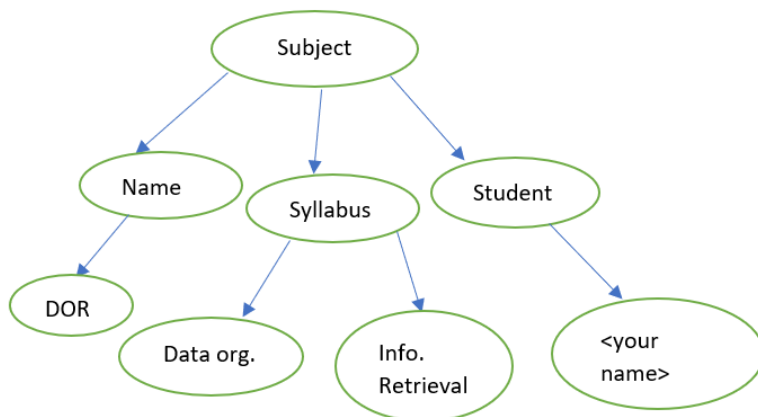 Subject
Name
Syllabus
Student
DOR
Data org.
Info.
Retrieval
<your
name>